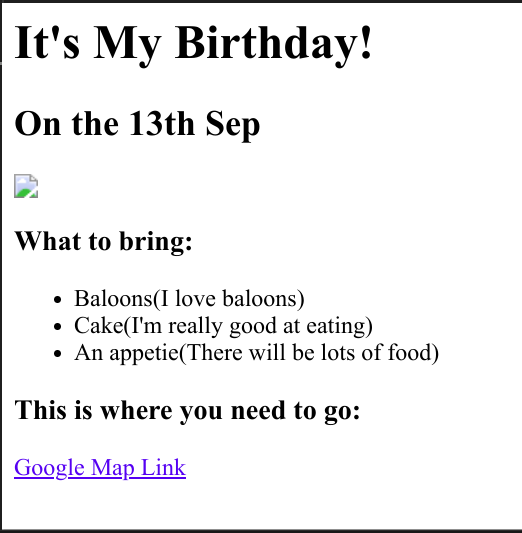 It's My Birthday!
On the 13th Sep
What to bring:
Baloons(I love baloons)
Cake(I'm really good at eating)
An appetie(There will be lots of food)
This is where you need to go:
Google Map Link